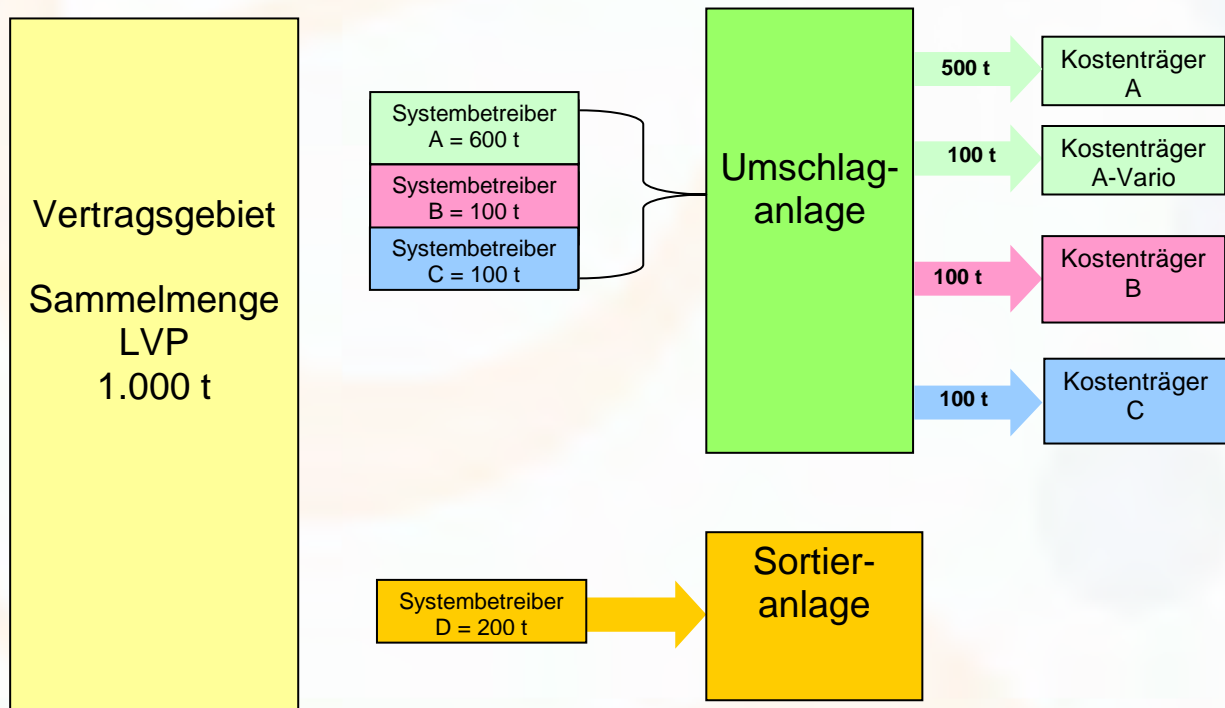 Vertragsgebiet
Sammelmenge
LVP
1.000 t
Systembetreiber
A = 600 t
Systembetreiber
B = 100 t
Systembetreiber
C = 100 t
Umschlag-
anlage
500 t
Kostenträger
A
100 t
Kostenträger
A-Vario
100 t
Kostenträger
B
100 t
Kostenträger
C
Systembetreiber
D = 200 t
Sortier-
anlage